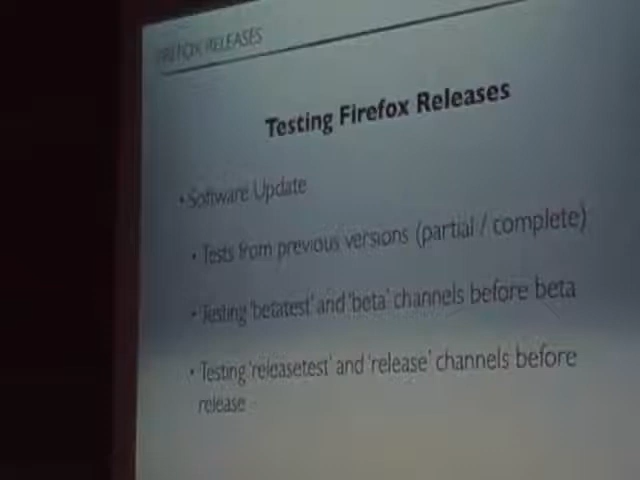 FIREFOX RELEASES
Testing Firefox Releases
• Software Update
• Tests from previous versions (partial / complete)
• Testing 'betatest' and 'beta' channels before beta
• Testing 'releasetest' and 'release' channels before
release